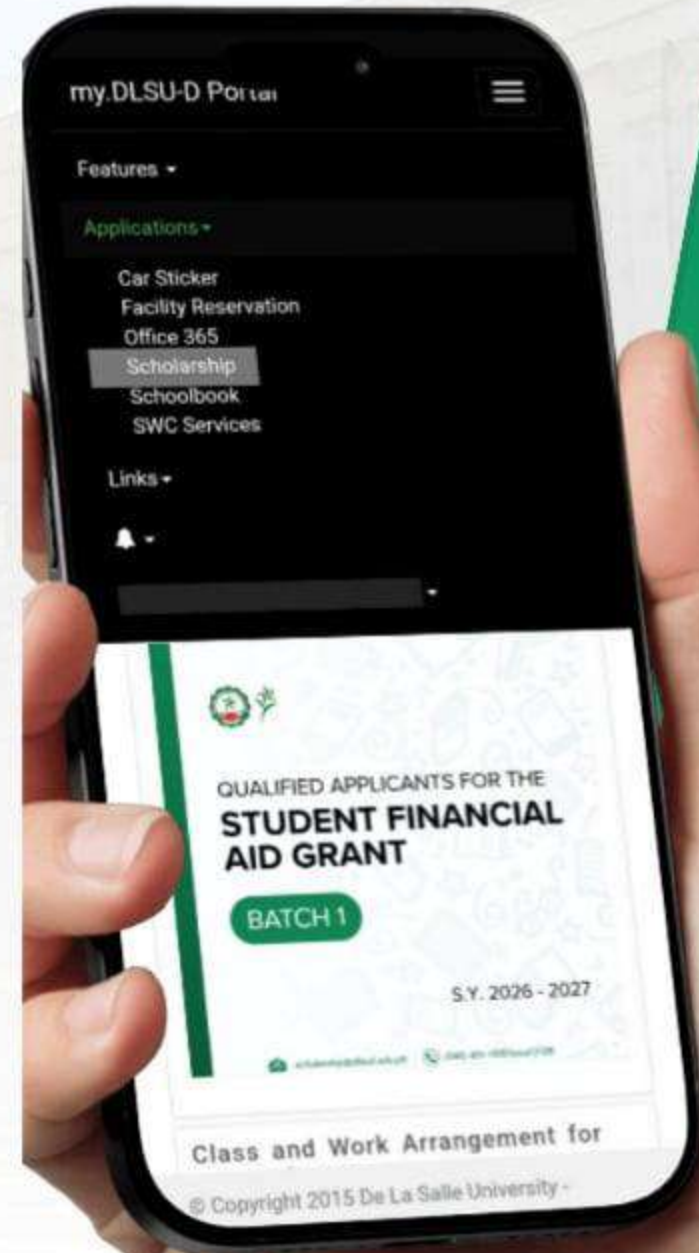 my.DLSU-D Portal
Features
Applications
Car Sticker
Facility Reservation
Office 365
Scholarship
Schoolbook
SWC Services
Links
QUALIFIED APPLICANTS FOR THE
STUDENT FINANCIAL
AID GRANT
BATCH 1
S.Y. 2026 - 2027
Class and Work Arrangement for
© Copyright 2015 De La Salle University -